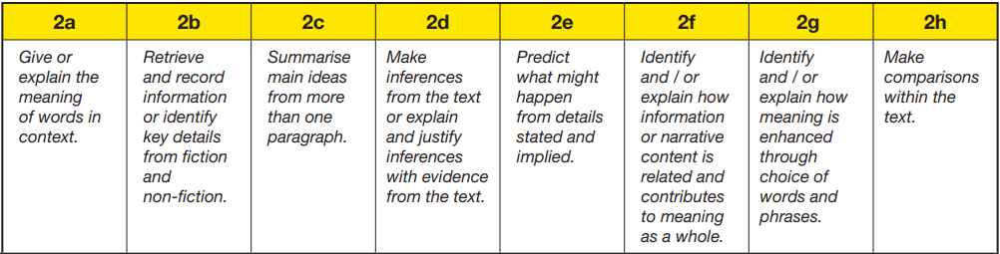 2a
Give or
explain the
meaning
of words in
context.
2b
Retrieve
and record
information
or identify
key details
from fiction
and
non-fiction.
2c
Summarise
main ideas
from more
than one
paragraph.
2d
Make
inferences
from the text
or explain
and justify
inferences
with evidence
from the text.
2e
Predict
what might
happen
from details
stated and
implied.
2f
Identify
and / or
explain how
information
or narrative
content is
related and
contributes
to meaning
as a whole.
2g
Identify
and / or
explain how
meaning is
enhanced
through
choice of
words and
phrases.
2h
Make
comparisons
within the
text.